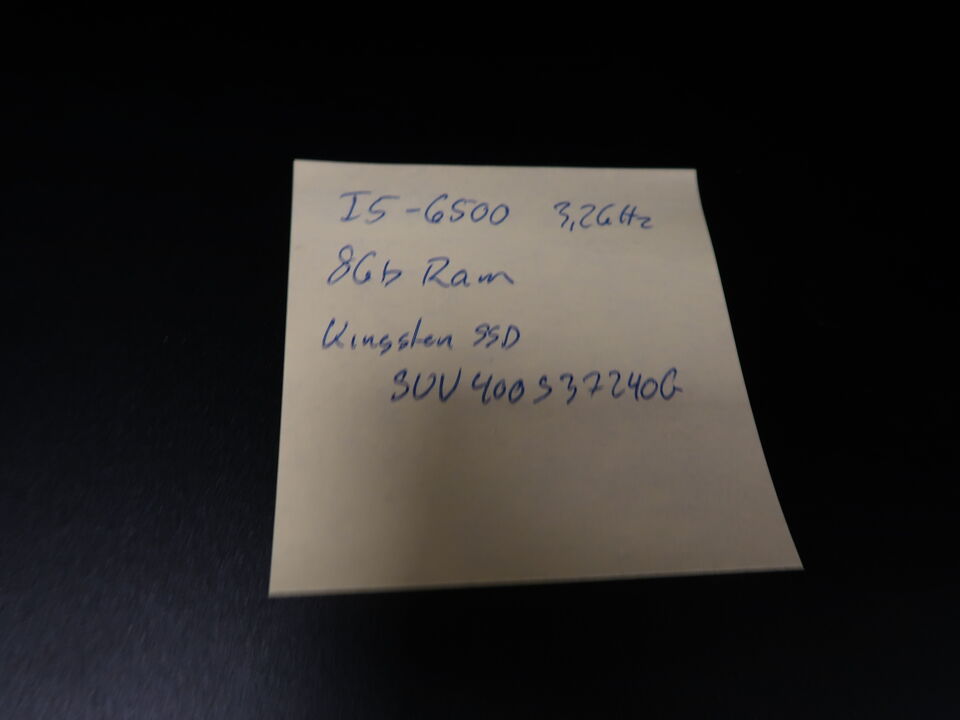 I5-6500 3,2GHz
8Gb Ram
Kingston SSD
SUV400S37240G